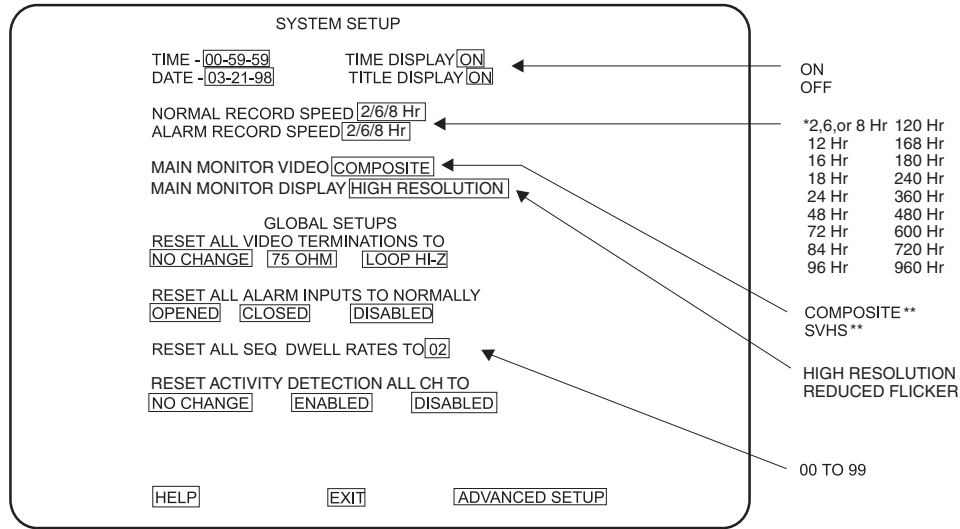 SYSTEM SETUP
TIME - 00-59-59 TIME DISPLAY ON
DATE - 03-21-98 TITLE DISPLAY ON
NORMAL RECORD SPEED 2/6/8 Hr
ALARM RECORD SPEED 2/6/8 Hr
MAIN MONITOR VIDEO COMPOSITE
MAIN MONITOR DISPLAY HIGH RESOLUTION
GLOBAL SETUPS
RESET ALL VIDEO TERMINATIONS TO
NO CHANGE 75 OHM LOOP HI-Z
RESET ALL ALARM INPUTS TO NORMALLY
OPENED CLOSED DISABLED
RESET ALL SEQ DWELL RATES TO 02
RESET ACTIVITY DETECTION ALL CH TO
NO CHANGE ENABLED DISABLED
HELP EXIT ADVANCED SETUP
ON
OFF
*2,6,or 8 Hr 120 Hr
12 Hr 168 Hr
16 Hr 180 Hr
18 Hr 240 Hr
24 Hr 360 Hr
48 Hr 480 Hr
72 Hr 600 Hr
84 Hr 720 Hr
96 Hr 960 Hr
COMPOSITE **
SVHS **
HIGH RESOLUTION
REDUCED FLICKER
00 TO 99